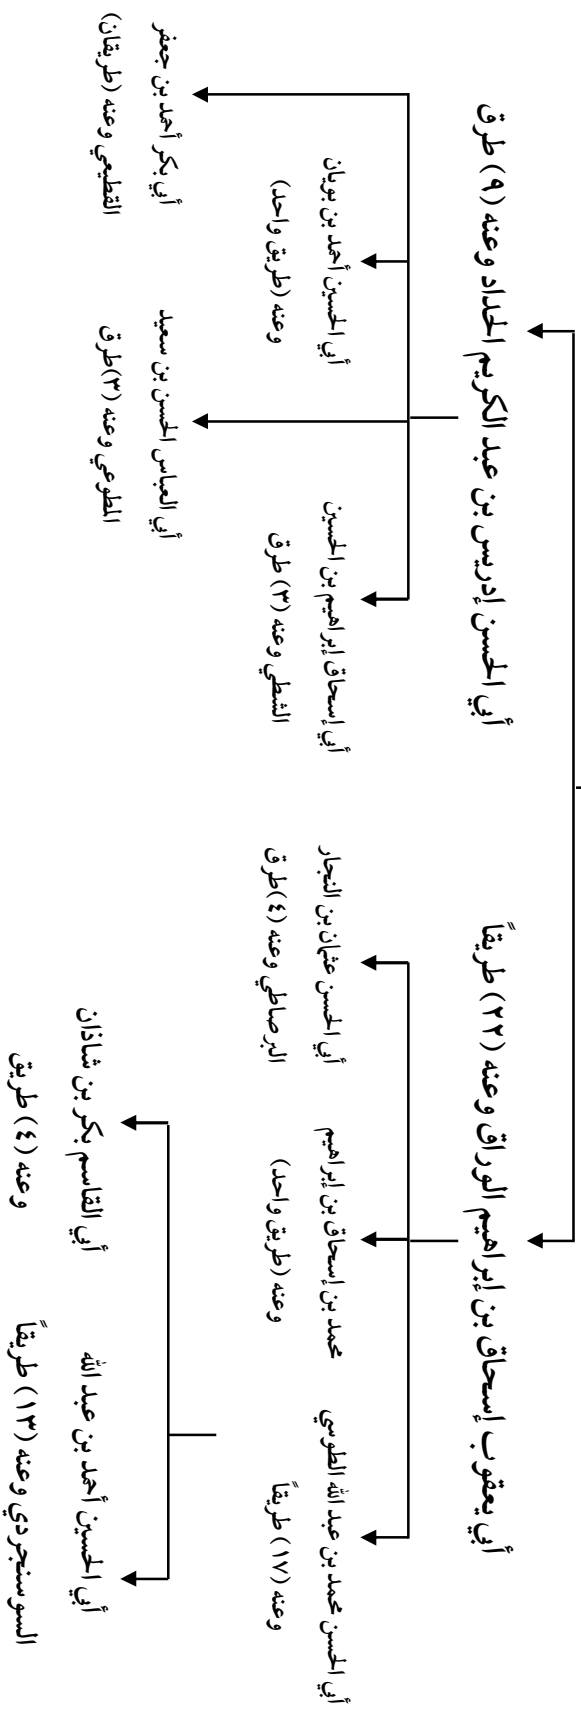 أبي يعقوب إسحاق بن إبراهيم الوراق وعنه (٢٢) طريقاً
أبي الحسن إدريس بن عبد الكريم الحداد وعنه (٩) طرق
أبي الحسن محمد بن عبد الله الطوسي
وعنه (١٧) طريقاً
محمد بن إسحاق بن إبراهيم
وعنه (طريق واحد)
أبي الحسن عثمان بن النجار
البرصاطي وعنه (٤) طرق
أبي إسحاق إبراهيم بن الحسين
الشطي وعنه (٣) طرق
أبي الحسين أحمد بن بويان
وعنه (طريق واحد)
أبي العباس الحسن بن سعيد
المطوعي وعنه (٣) طرق
أبي بكر أحمد بن جعفر
القطيعي وعنه (طريقان)
أبي الحسين أحمد بن عبد الله
السوسنجردي وعنه (١٣) طريقاً
أبي القاسم بكر بن شاذان
وعنه (٤) طريق